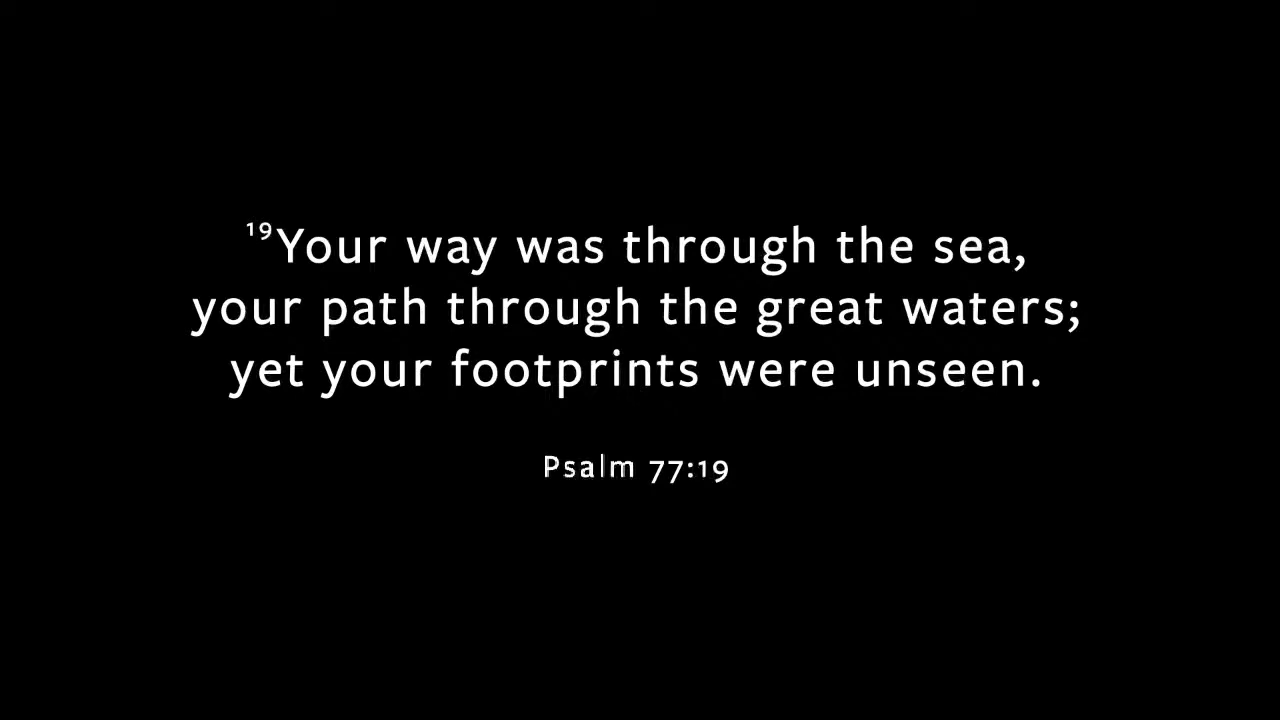 ¹⁹Your way was through the sea,
your path through the great waters;
yet your footprints were unseen.
Psalm 77:19